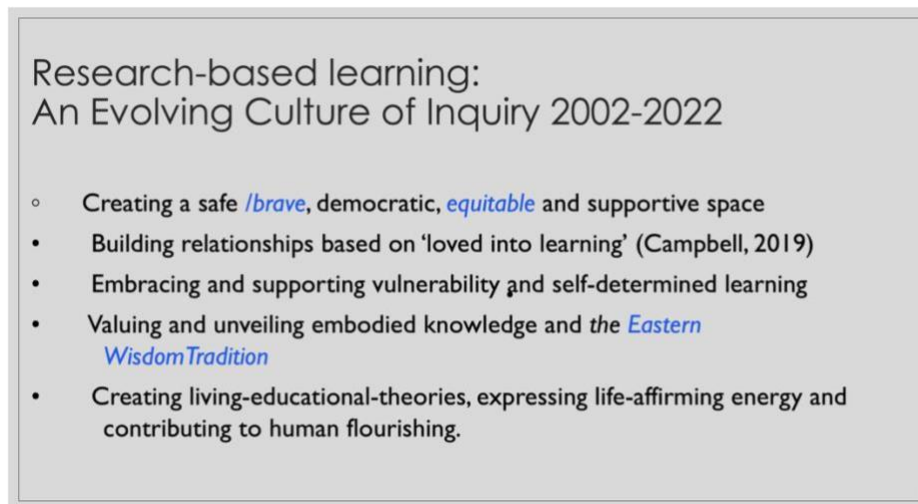 Research-based learning:
An Evolving Culture of Inquiry 2002-2022
◦ Creating a safe /brave, democratic, equitable and supportive space
• Building relationships based on ‘loved into learning’ (Campbell, 2019)
• Embracing and supporting vulnerability and self-determined learning
• Valuing and unveiling embodied knowledge and the Eastern
WisdomTradition
• Creating living-educational-theories, expressing life-affirming energy and
contributing to human flourishing.